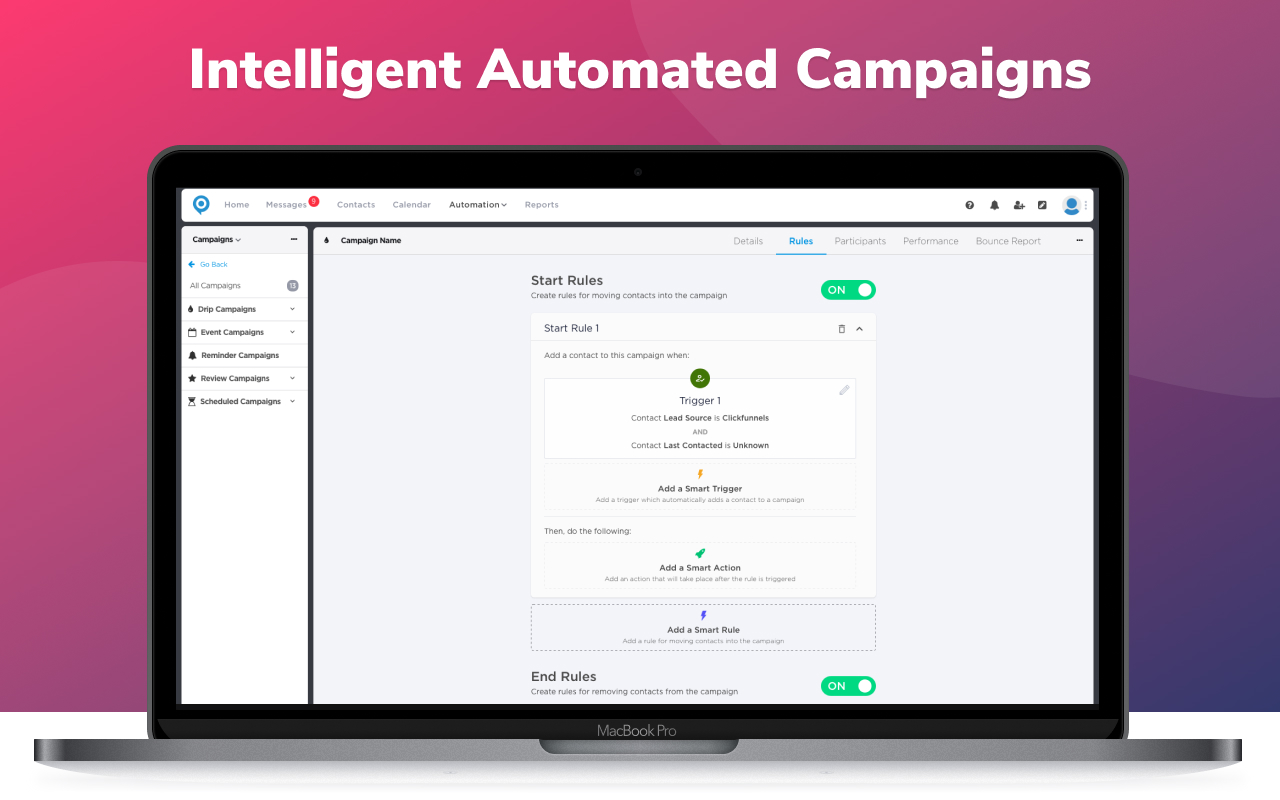 Intelligent Automated Campaigns
Home
Messages
9
Contacts
Calendar
Automation
Reports
Campaigns
Go Back
All Campaigns
13
Drip Campaigns
Event Campaigns
Reminder Campaigns
Review Campaigns
Scheduled Campaigns
Campaign Name
Details
Rules
Participants
Performance
Bounce Report
Start Rules
Create rules for moving contacts into the campaign
ON
Start Rule 1
Add a contact to this campaign when:
Trigger 1
Contact Lead Source is Clickfunnels
AND
Contact Last Contacted is Unknown
Add a Smart Trigger
Add a trigger which automatically adds a contact to a campaign
Then, do the following:
Add a Smart Action
Add an action that will take place after the rule is triggered
Add a Smart Rule
Add a rule for moving contacts into the campaign
End Rules
Create rules for removing contacts from the campaign
ON
MacBook Pro